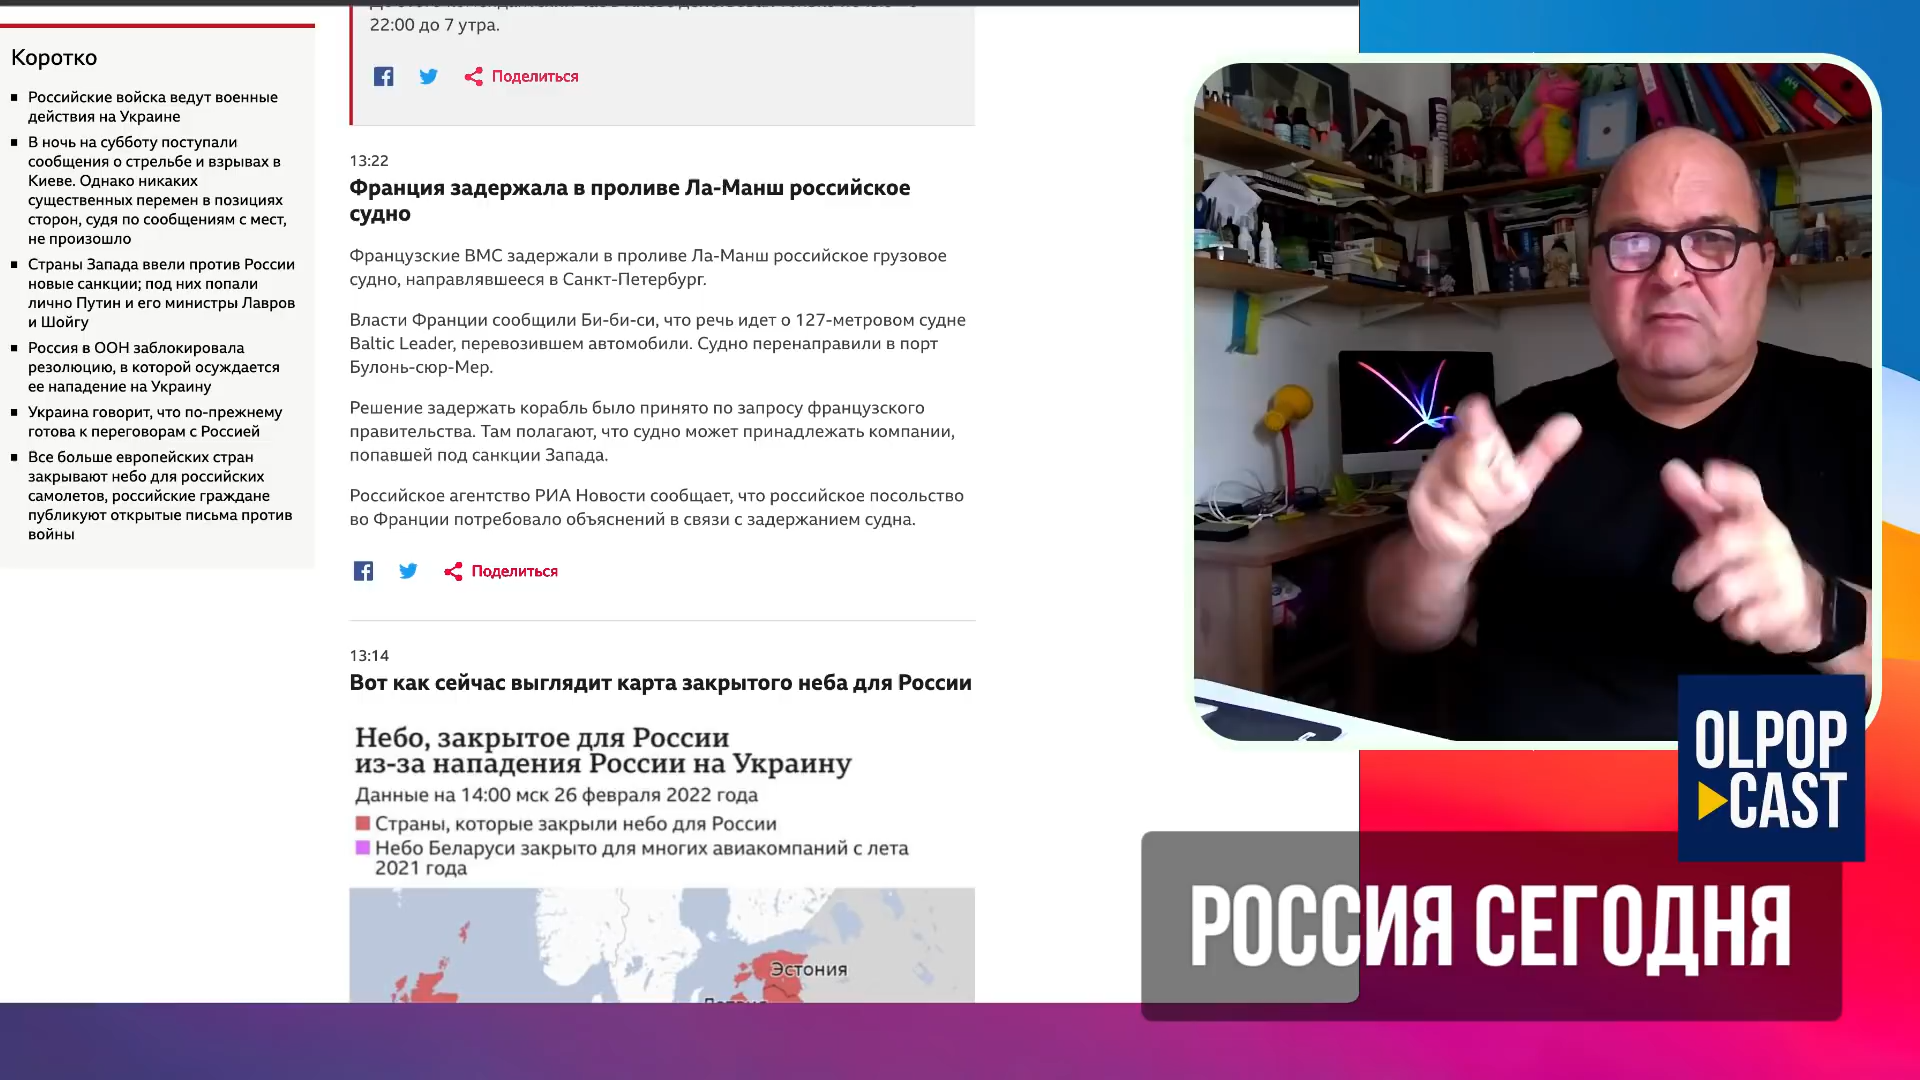 Коротко
Российские войска ведут военные
действия на Украине
В ночь на субботу поступали
сообщения о стрельбе и взрывах в
Киеве. Однако никаких
существенных перемен в позициях
сторон, судя по сообщениям с мест,
не произошло
Страны Запада ввели против России
новые санкции; под них попали
лично Путин и его министры Лавров
и Шойгу
Россия в ООН заблокировала
резолюцию, в которой осуждается
ее нападение на Украину
Украина говорит, что по-прежнему
готова к переговорам с Россией
Все больше европейских стран
закрывают небо для российских
самолетов, российские граждане
публикуют открытые письма против
войны
22:00 до 7 утра.
Поделиться
13:22
Франция задержала в проливе Ла-Манш российское
судно
Французские ВМС задержали в проливе Ла-Манш российское грузовое
судно, направлявшееся в Санкт-Петербург.
Власти Франции сообщили Би-би-си, что речь идет о 127-метровом судне
Baltic Leader, перевозившем автомобили. Судно перенаправили в порт
Булонь-сюр-Мер.
Решение задержать корабль было принято по запросу французского
правительства. Там полагают, что судно может принадлежать компании,
попавшей под санкции Запада.
Российское агентство РИА Новости сообщает, что российское посольство
во Франции потребовало объяснений в связи с задержанием судна.
Поделиться
13:14
Вот как сейчас выглядит карта закрытого неба для России
Небо, закрытое для России
из-за нападения России на Украину
Данные на 14:00 мск 26 февраля 2022 года
Страны, которые закрыли небо для России
Небо Беларуси закрыто для многих авиакомпаний с лета
2021 года
Эстония
OLPOP
CAST
РОССИЯ СЕГОДНЯ